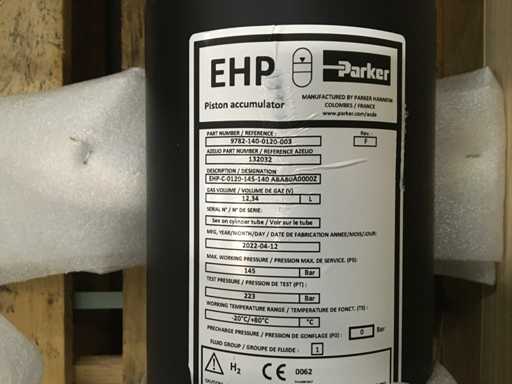 EHP
Parker
Piston accumulator
MANUFACTURED BY PARKER HANNIFIN
COLOMBES / FRANCE
www.parker.com/acde
PART NUMBER / REFERENCE :
Rev. :
9782-140-0120-003
F
AZEUO PART NUMBER / REFERENCE AZEUO
132032
DESCRIPTION / DESIGNATION
EHP-C-0120-145-140 ABA80A0000Z
GAS VOLUME / VOLUME DE GAZ (V)
12,34
L
SERIAL N° / N° DE SERIE:
See on cylinder tube / Voir sur le tube
MFG. YEAR/MONTH/DAY / DATE DE FABRICATION ANNEE/MOIS/JOUR:
2022-04-12
MAX. WORKING PRESSURE / PRESSION MAX. DE SERVICE. (PS):
145
Bar
TEST PRESSURE / PRESSION DE TEST (PT) :
223
Bar
WORKING TEMPERATURE RANGE / TEMPERATURE DE FONCT. (TS) :
-20°C/+80°C
°C
PRECHARGE PRESSURE / PRESSION DE GONFLAGE (P0) :
0
Bar
FLUID GROUP / GROUPE DE FLUIDE :
1
H2
CE 0062